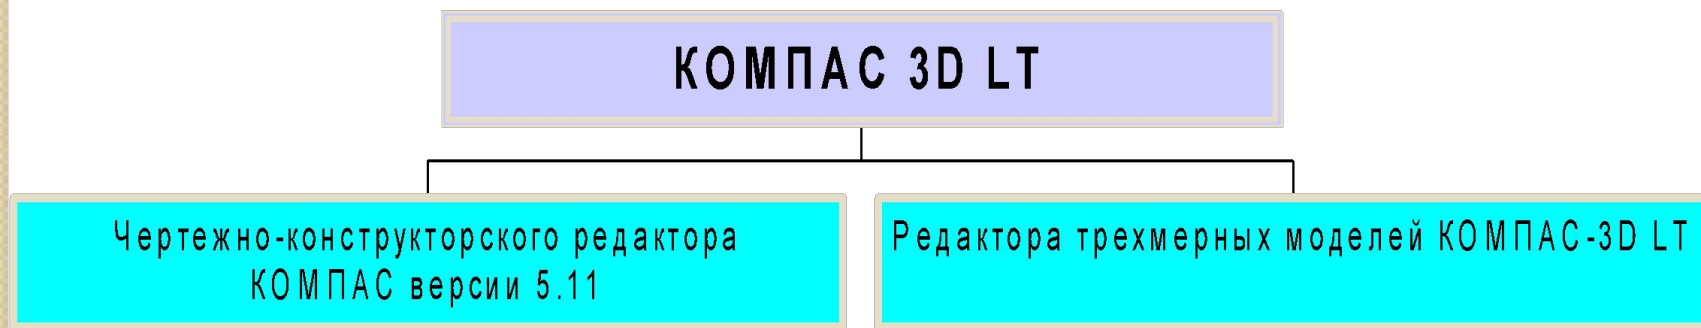 КОМПАС 3D LT
Чертежно-конструкторского редактора
КОМПАС версии 5.11
Редактора трехмерных моделей КОМПАС-3D LT